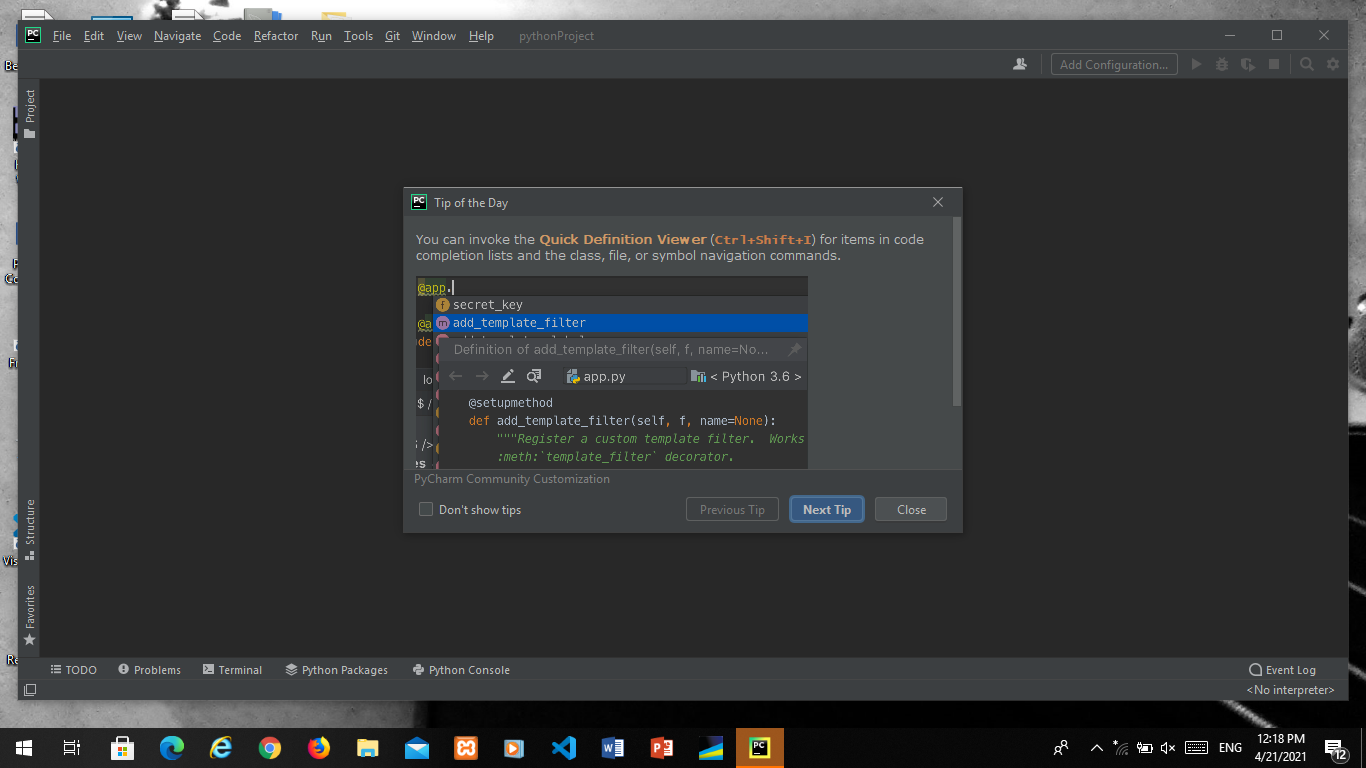 PC File Edit View Navigate Code Refactor Run Tools Git Window Help pythonProject
Add Configuration...
Project
Structure
Favorites
PC Tip of the Day
You can invoke the Quick Definition Viewer (Ctrl+Shift+I) for items in code
completion lists and the class, file, or symbol navigation commands.
@app.
f secret_key
@a m add_template_filter
de
Definition of add_template_filter(self, f, name=No...
lo
app.py < Python 3.6 >
$ / @setupmethod
def add_template_filter(self, f, name=None):
$ /> """Register a custom template filter. Works
es :meth:`template_filter` decorator.
PyCharm Community Customization
Don't show tips Previous Tip Next Tip Close
TODO Problems Terminal Python Packages Python Console Event Log
<No interpreter>
PC ENG 12:18 PM
4/21/2021 12